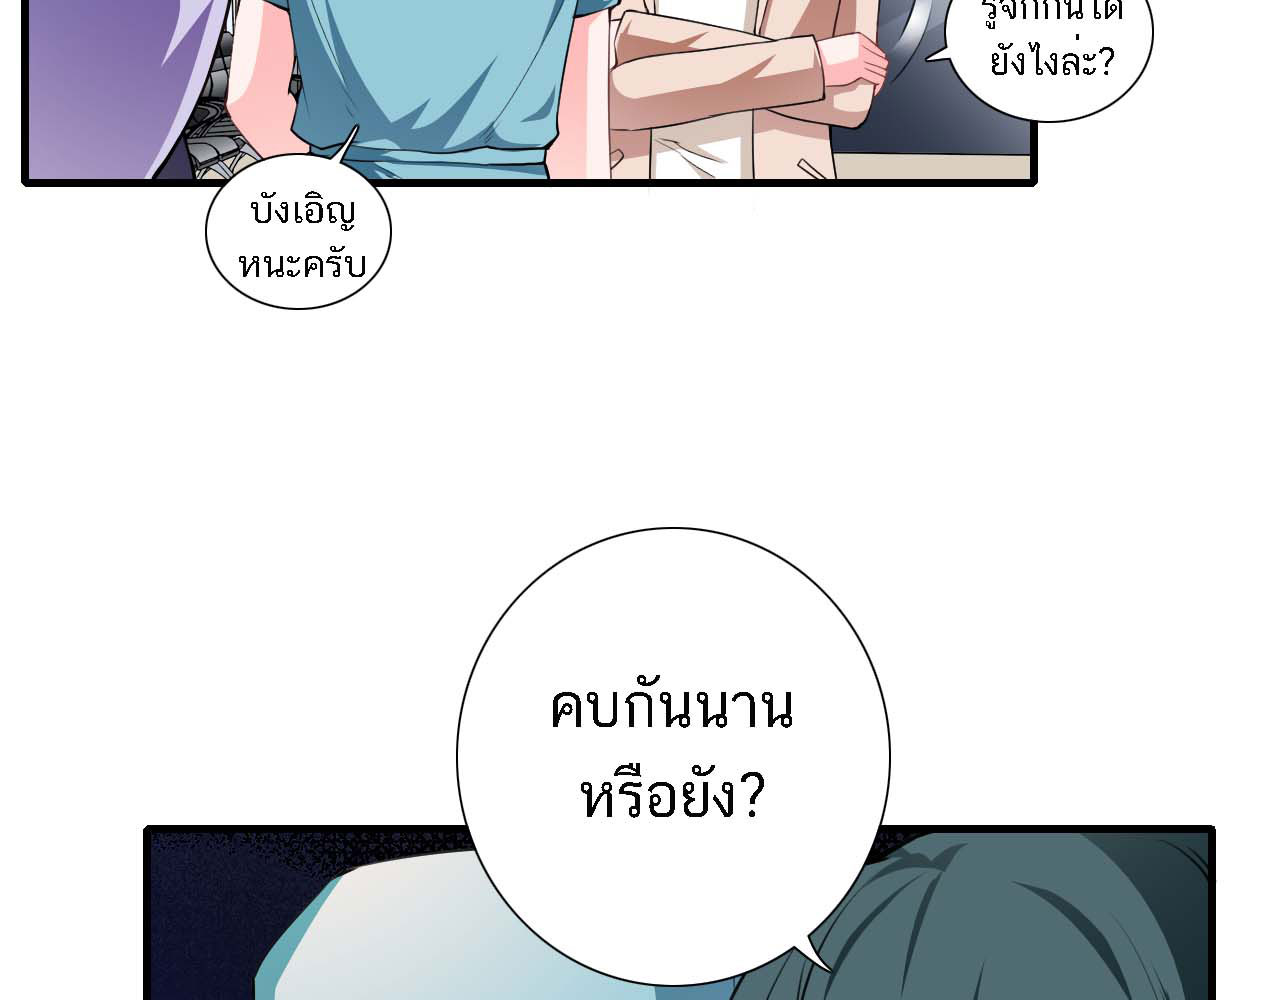 รู้จักกันได้
ยังไงล่ะ?
บังเอิญ
หนะครับ
คบกันนาน
หรือยัง?